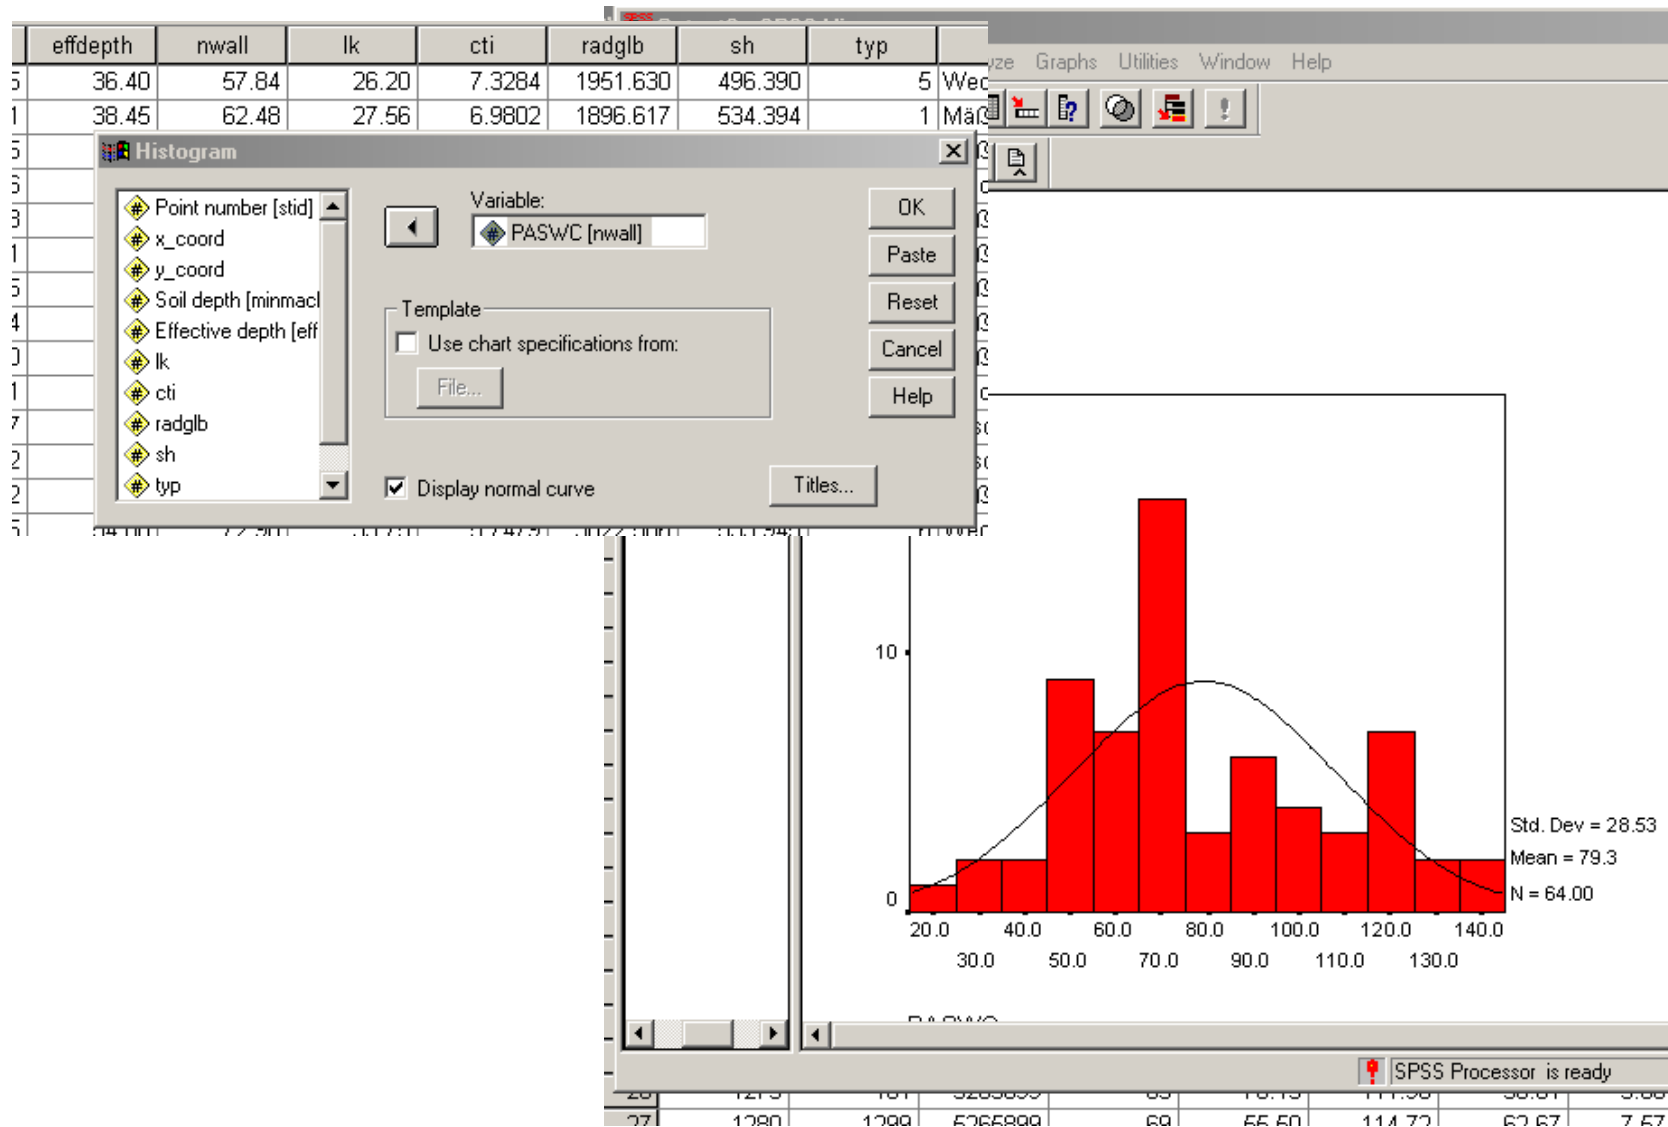 effdepth nwall lk cti radglb sh typ
36.40 57.84 26.20 7.3284 1951.630 496.390 5
38.45 62.48 27.56 6.9802 1896.617 534.394 1
Graphs Utilities Window Help
Histogram
Point number [stid]
x_coord
y_coord
Soil depth [minmacl
Effective depth [eff
lk
cti
radglb
sh
typ
Variable:
PASWC [nwall]
Template
Use chart specifications from:
File...
Display normal curve
OK
Paste
Reset
Cancel
Help
Titles...
10
0
20.0 40.0 60.0 80.0 100.0 120.0 140.0
30.0 50.0 70.0 90.0 110.0 130.0
Std. Dev = 28.53
Mean = 79.3
N = 64.00
SPSS Processor is ready
27 1280 1299 5265899 69 55.50 114.72 62.67 7.57